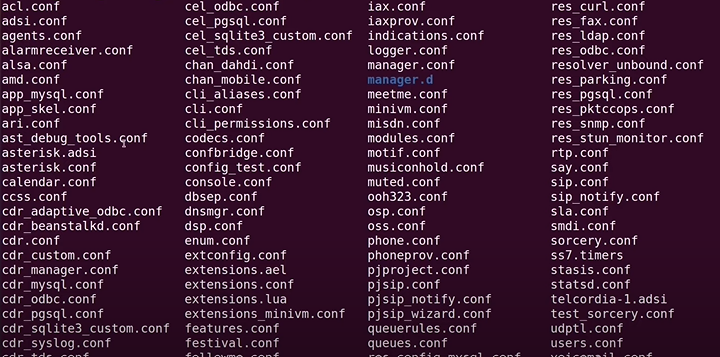 acl.conf cel_odbc.conf iax.conf res_curl.conf
adsi.conf cel_pgsql.conf iaxprov.conf res_fax.conf
agents.conf cel_sqlite3_custom.conf indications.conf res_ldap.conf
alarmreceiver.conf cel_tds.conf logger.conf res_odbc.conf
alsa.conf chan_dahdi.conf manager.conf resolver_unbound.conf
amd.conf chan_mobile.conf manager.d res_parking.conf
app_mysql.conf cli_aliases.conf meetme.conf res_pgsql.conf
app_skel.conf cli.conf minivm.conf res_pktccops.conf
ari.conf cli_permissions.conf misdn.conf res_snmp.conf
ast_debug_tools.conf codecs.conf modules.conf res_stun_monitor.conf
asterisk.adsi confbridge.conf motif.conf rtp.conf
asterisk.conf config_test.conf musiconhold.conf say.conf
calendar.conf console.conf muted.conf sip.conf
ccss.conf dbsep.conf ooh323.conf sip_notify.conf
cdr_adaptive_odbc.conf dnsmgr.conf osp.conf sla.conf
cdr_beanstalkd.conf dsp.conf oss.conf smdi.conf
cdr.conf enum.conf phone.conf sorcery.conf
cdr_custom.conf extconfig.conf phoneprov.conf ss7.timers
cdr_manager.conf extensions.ael pjproject.conf stasis.conf
cdr_mysql.conf extensions.conf pjsip.conf statsd.conf
cdr_odbc.conf extensions.lua pjsip_notify.conf telcordia-1.adsi
cdr_pgsql.conf extensions_minivm.conf pjsip_wizard.conf test_sorcery.conf
cdr_sqlite3_custom.conf features.conf queuerules.conf udptl.conf
cdr_syslog.conf festival.conf queues.conf users.conf
cdr_tds.conf followme.conf res_config_mysql.conf voicemail.conf